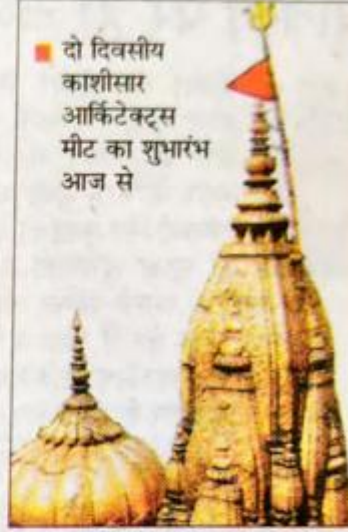 दो दिवसीय
काशीसार
आर्किटेक्ट्स
मीट का शुभारंभ
आज से